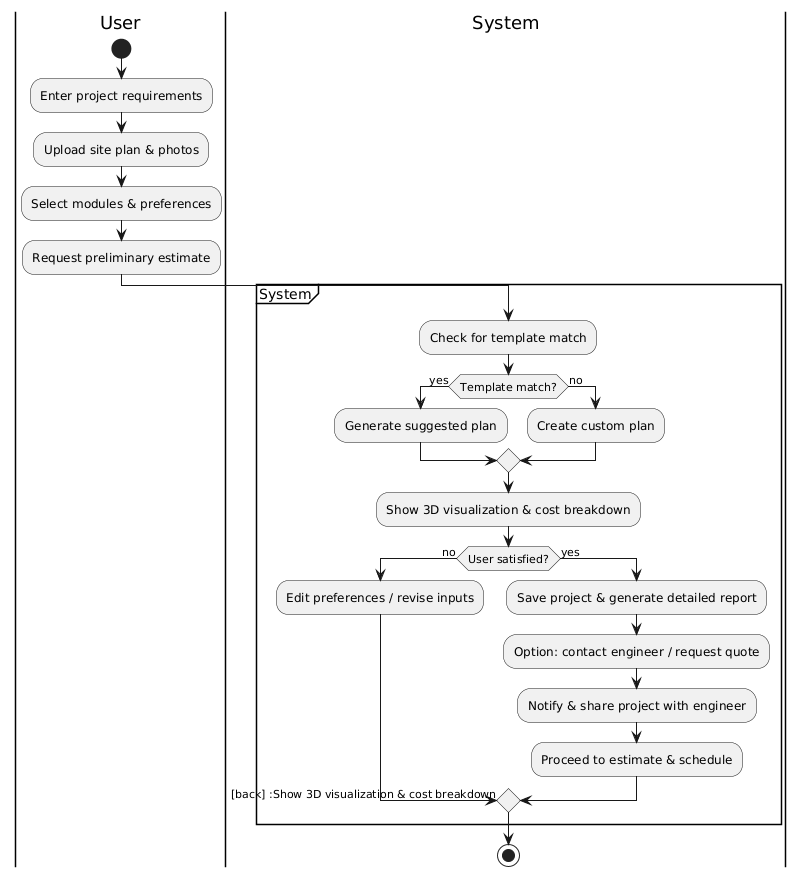 User
System
Enter project requirements
Upload site plan & photos
Select modules & preferences
Request preliminary estimate
System
Check for template match
yes
Template match?
no
Generate suggested plan
Create custom plan
Show 3D visualization & cost breakdown
no
User satisfied?
yes
Edit preferences / revise inputs
Save project & generate detailed report
Option: contact engineer / request quote
Notify & share project with engineer
Proceed to estimate & schedule
[back] :Show 3D visualization & cost breakdown